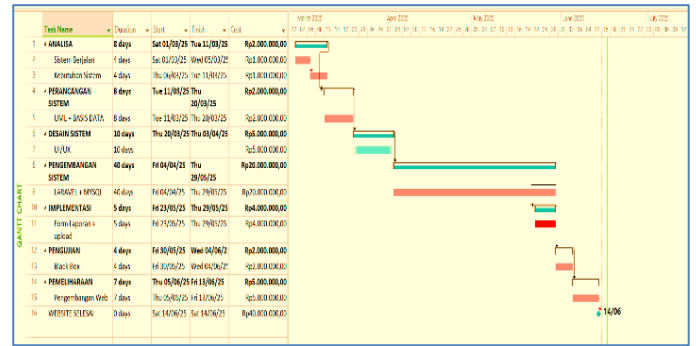 March 2025 April 2025 May 2025 June 2025 July 2025
Task Name Duration Start Finish Cost
1 ANALISA 8 days Sat 01/03/25 Tue 11/03/25 Rp2.000.000,00
2 Sistem Berjalan 4 days Sat 01/03/25 Wed 05/03/25 Rp1.000.000,00
3 Kebutuhan Sistem 4 days Thu 06/03/25 Tue 11/03/25 Rp1.000.000,00
4 PERANCANGAN 8 days Tue 11/03/25 Thu Rp2.000.000,00
SISTEM 20/03/25
5 UML + BASIS DATA 8 days Tue 11/03/25 Thu 20/03/25 Rp2.000.000,00
6 DESAIN SISTEM 10 days Thu 20/03/25 Thu 03/04/25 Rp5.000.000,00
7 UI/UX 10 days Rp5.000.000,00
8 PENGEMBANGAN 40 days Fri 04/04/25 Thu Rp20.000.000,00
SISTEM 29/05/25
9 LARAVEL + MYSQL 40 days Fri 04/04/25 Thu 29/05/25 Rp20.000.000,00
10 IMPLEMENTASI 5 days Fri 23/05/25 Thu 29/05/25 Rp4.000.000,00
11 Form Laporan + 5 days Fri 23/05/25 Thu 29/05/25 Rp4.000.000,00
upload
12 PENGUJIAN 4 days Fri 30/05/25 Wed 04/06/2 Rp2.000.000,00
13 Black Box 4 days Fri 30/05/25 Wed 04/06/2 Rp2.000.000,00
14 PEMELIHARAAN 7 days Thu 05/06/25 Fri 13/06/25 Rp5.000.000,00
15 Pengembangan Web 7 days Thu 05/06/25 Fri 13/06/25 Rp5.000.000,00
16 WEBSITE SELESAI 0 days Sat 14/06/25 Sat 14/06/25 Rp40.000.000,00
14/06
GANTT CHART